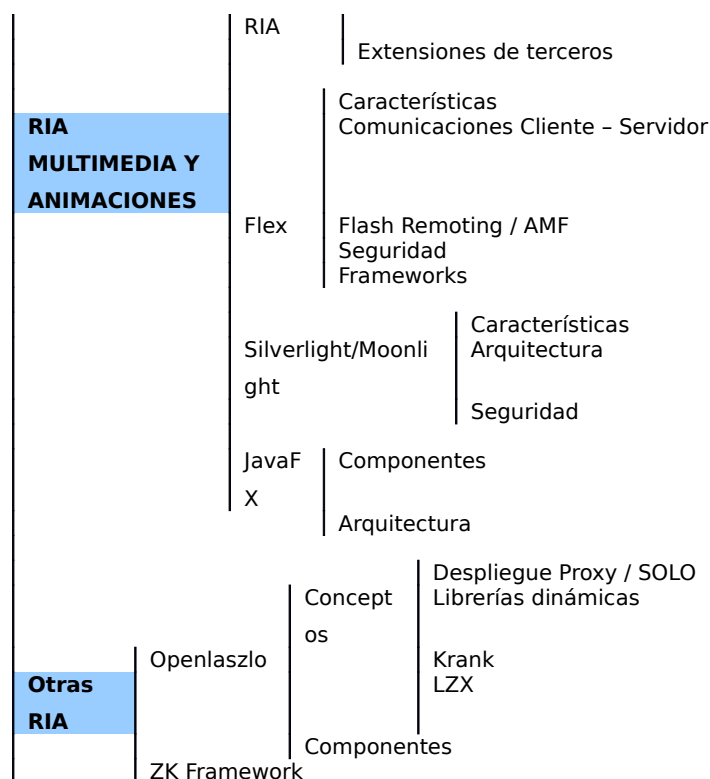 RIA
Extensiones de terceros
RIA
MULTIMEDIA Y
ANIMACIONES
Características
Comunicaciones Cliente – Servidor
Flex
Flash Remoting / AMF
Seguridad
Frameworks
Silverlight/Moonli
ght
Características
Arquitectura
Seguridad
JavaF
X
Componentes
Arquitectura
Otras
RIA
Openlaszlo
Concept
os
Despliegue Proxy / SOLO
Librerías dinámicas
Krank
LZX
Componentes
ZK Framework